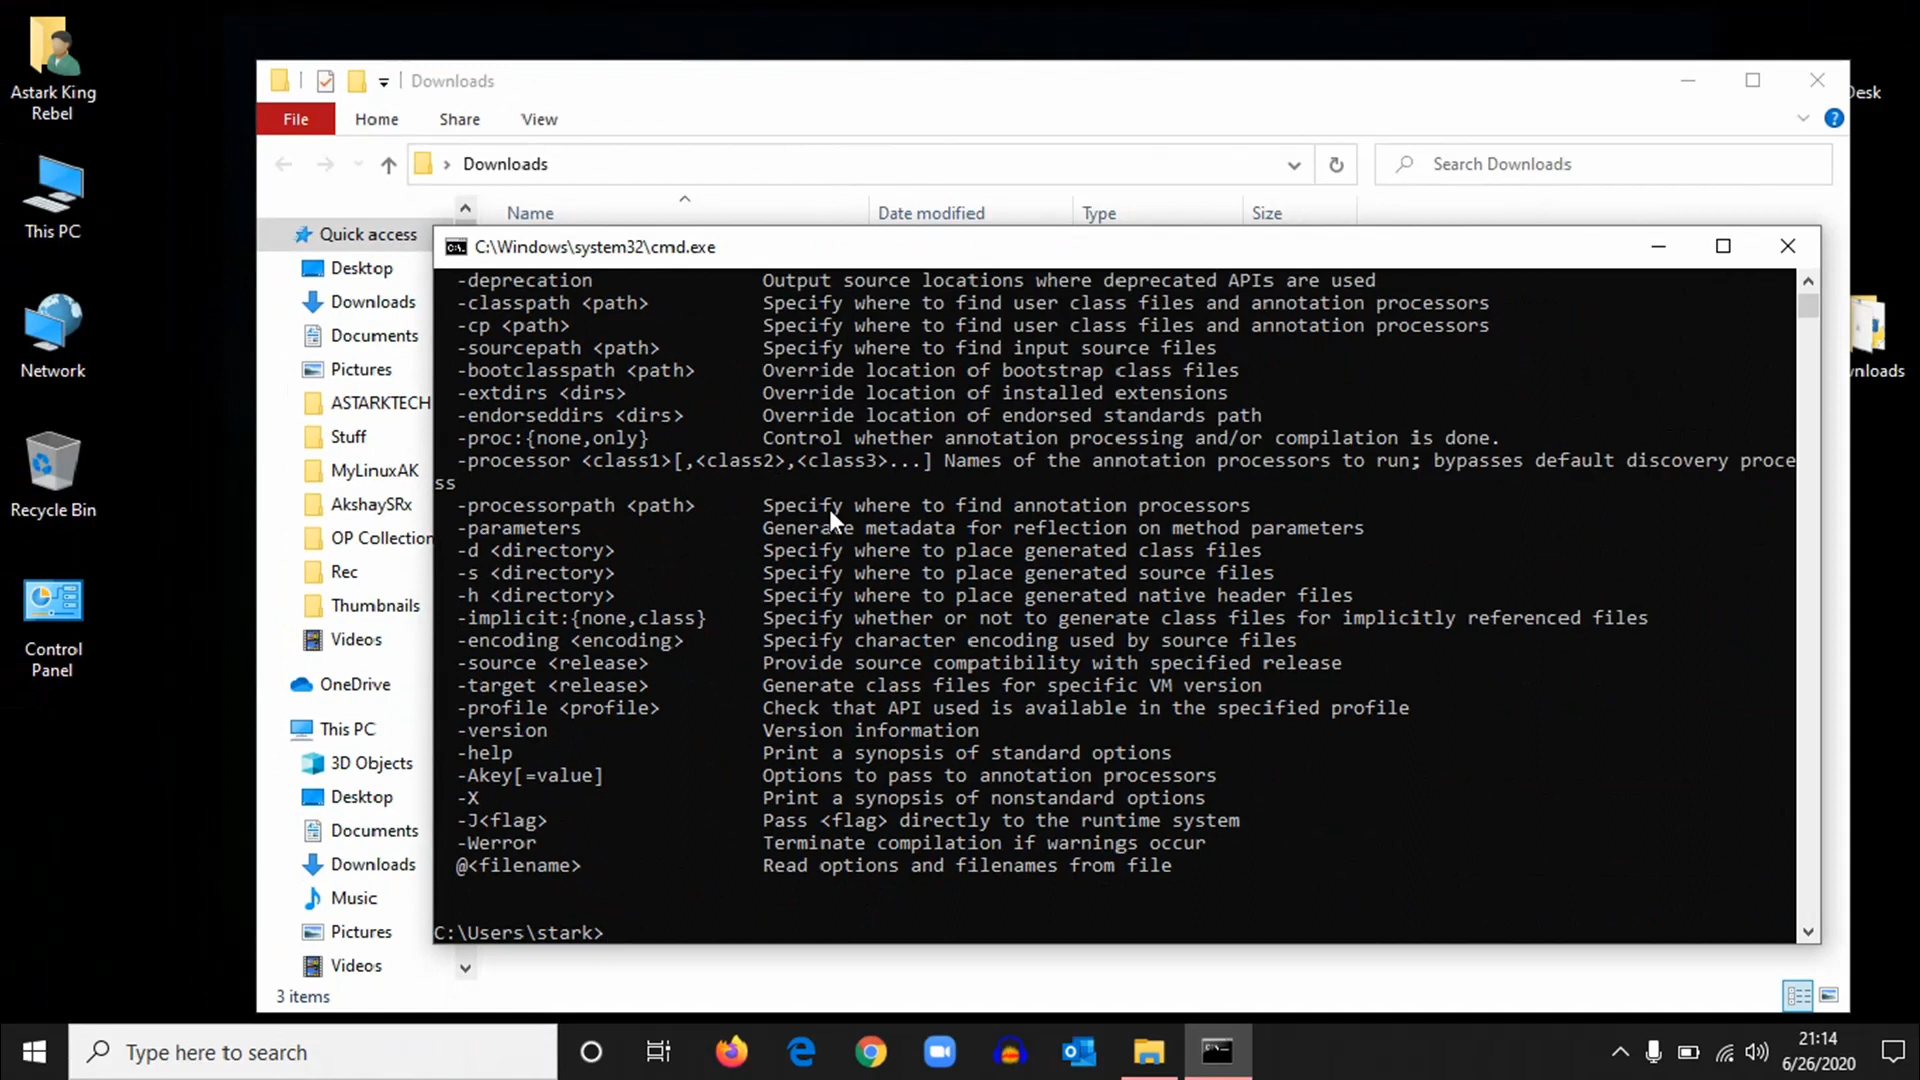 Astark King
Rebel
This PC
Network
Recycle Bin
Control
Panel
Downloads
File
Home
Share
View
Downloads
Search Downloads
Name
Date modified
Type
Size
Quick access
Desktop
Downloads
Documents
Pictures
ASTARKTECH
Stuff
MyLinuxAK
AkshaySRx
OP Collection
Rec
Thumbnails
Videos
OneDrive
This PC
3D Objects
Desktop
Documents
Downloads
Music
Pictures
Videos
3 items
C:\Windows\system32\cmd.exe
-deprecation Output source locations where deprecated APIs are used
-classpath <path> Specify where to find user class files and annotation processors
-cp <path> Specify where to find user class files and annotation processors
-sourcepath <path> Specify where to find input source files
-bootclasspath <path> Override location of bootstrap class files
-extdirs <dirs> Override location of installed extensions
-endorseddirs <dirs> Override location of endorsed standards path
-proc:{none,only} Control whether annotation processing and/or compilation is done.
-processor <class1>[,<class2>,<class3>...] Names of the annotation processors to run; bypasses default discovery proce
ss
-processorpath <path> Specify where to find annotation processors
-parameters Generate metadata for reflection on method parameters
-d <directory> Specify where to place generated class files
-s <directory> Specify where to place generated source files
-h <directory> Specify where to place generated native header files
-implicit:{none,class} Specify whether or not to generate class files for implicitly referenced files
-encoding <encoding> Specify character encoding used by source files
-source <release> Provide source compatibility with specified release
-target <release> Generate class files for specific VM version
-profile <profile> Check that API used is available in the specified profile
-version Version information
-help Print a synopsis of standard options
-Akey[=value] Options to pass to annotation processors
-X Print a synopsis of nonstandard options
-J<flag> Pass <flag> directly to the runtime system
-Werror Terminate compilation if warnings occur
@<filename> Read options and filenames from file
C:\Users\stark>
Desk
wnloads
Type here to search
21:14
6/26/2020